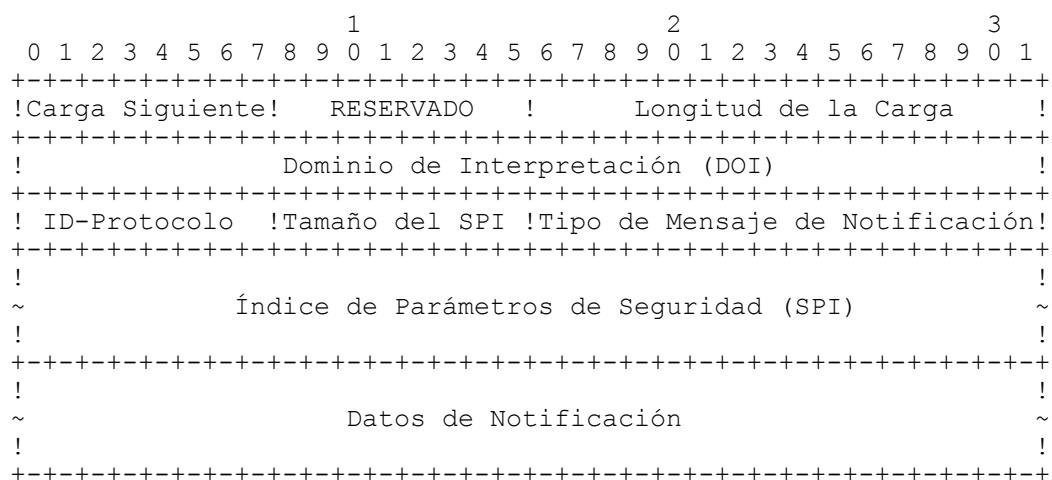 1                   2                   3
 0 1 2 3 4 5 6 7 8 9 0 1 2 3 4 5 6 7 8 9 0 1 2 3 4 5 6 7 8 9 0 1
+-+-+-+-+-+-+-+-+-+-+-+-+-+-+-+-+-+-+-+-+-+-+-+-+-+-+-+-+-+-+-+-+
!Carga Siguiente!   RESERVADO   !      Longitud de la Carga     !
+-+-+-+-+-+-+-+-+-+-+-+-+-+-+-+-+-+-+-+-+-+-+-+-+-+-+-+-+-+-+-+-+
!                Dominio de Interpretación (DOI)                !
+-+-+-+-+-+-+-+-+-+-+-+-+-+-+-+-+-+-+-+-+-+-+-+-+-+-+-+-+-+-+-+-+
! ID-Protocolo  !Tamaño del SPI !Tipo de Mensaje de Notificación!
+-+-+-+-+-+-+-+-+-+-+-+-+-+-+-+-+-+-+-+-+-+-+-+-+-+-+-+-+-+-+-+-+
!                                                               !
~             Índice de Parámetros de Seguridad (SPI)           ~
!                                                               !
+-+-+-+-+-+-+-+-+-+-+-+-+-+-+-+-+-+-+-+-+-+-+-+-+-+-+-+-+-+-+-+-+
!                                                               !
~                    Datos de Notificación                      ~
!                                                               !
+-+-+-+-+-+-+-+-+-+-+-+-+-+-+-+-+-+-+-+-+-+-+-+-+-+-+-+-+-+-+-+-+